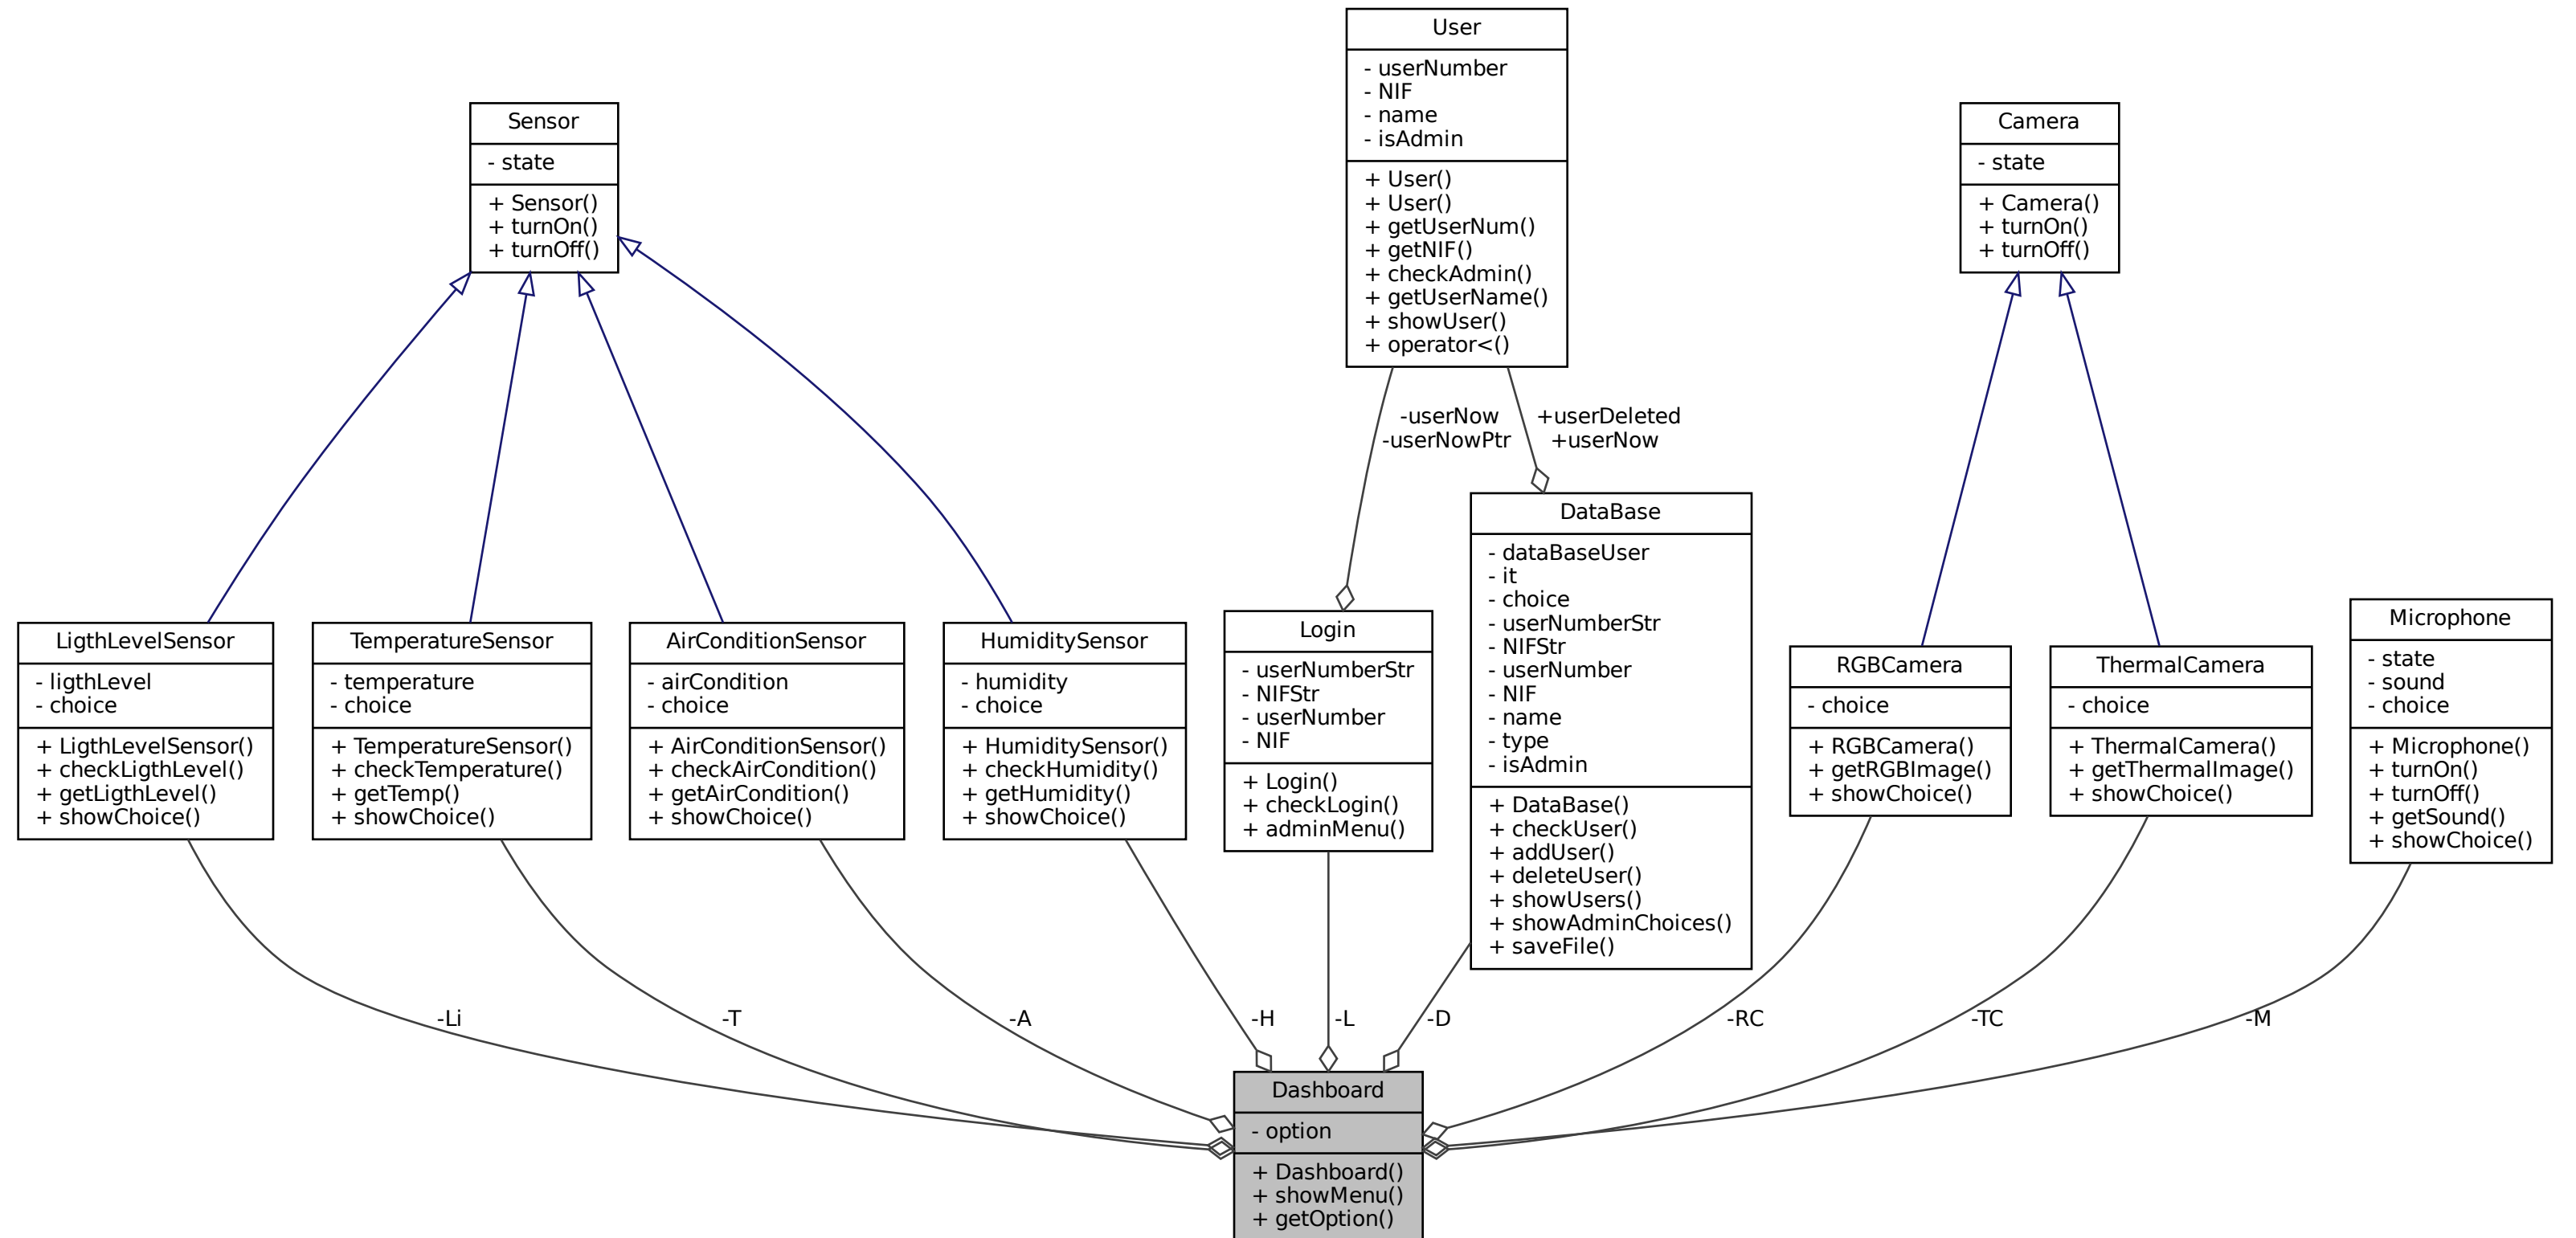 User
- userNumber
- NIF
- name
- isAdmin
+ User()
+ User()
+ getUserNum()
+ getNIF()
+ checkAdmin()
+ getUserName()
+ showUser()
+ operator<()
Sensor
- state
+ Sensor()
+ turnOn()
+ turnOff()
Camera
- state
+ Camera()
+ turnOn()
+ turnOff()
-userNow
-userNowPtr
+userDeleted
+userNow
LigthLevelSensor
- ligthLevel
- choice
+ LigthLevelSensor()
+ checkLigthLevel()
+ getLigthLevel()
+ showChoice()
TemperatureSensor
- temperature
- choice
+ TemperatureSensor()
+ checkTemperature()
+ getTemp()
+ showChoice()
AirConditionSensor
- airCondition
- choice
+ AirConditionSensor()
+ checkAirCondition()
+ getAirCondition()
+ showChoice()
HumiditySensor
- humidity
- choice
+ HumiditySensor()
+ checkHumidity()
+ getHumidity()
+ showChoice()
Login
- userNumberStr
- NIFStr
- userNumber
- NIF
+ Login()
+ checkLogin()
+ adminMenu()
DataBase
- dataBaseUser
- it
- choice
- userNumberStr
- NIFStr
- userNumber
- NIF
- name
- type
- isAdmin
+ DataBase()
+ checkUser()
+ addUser()
+ deleteUser()
+ showUsers()
+ showAdminChoices()
+ saveFile()
RGBCamera
- choice
+ RGBCamera()
+ getRGBImage()
+ showChoice()
ThermalCamera
- choice
+ ThermalCamera()
+ getThermalImage()
+ showChoice()
Microphone
- state
- sound
- choice
+ Microphone()
+ turnOn()
+ turnOff()
+ getSound()
+ showChoice()
-Li
-T
-A
-H
-L
-D
-RC
-TC
-M
Dashboard
- option
+ Dashboard()
+ showMenu()
+ getOption()